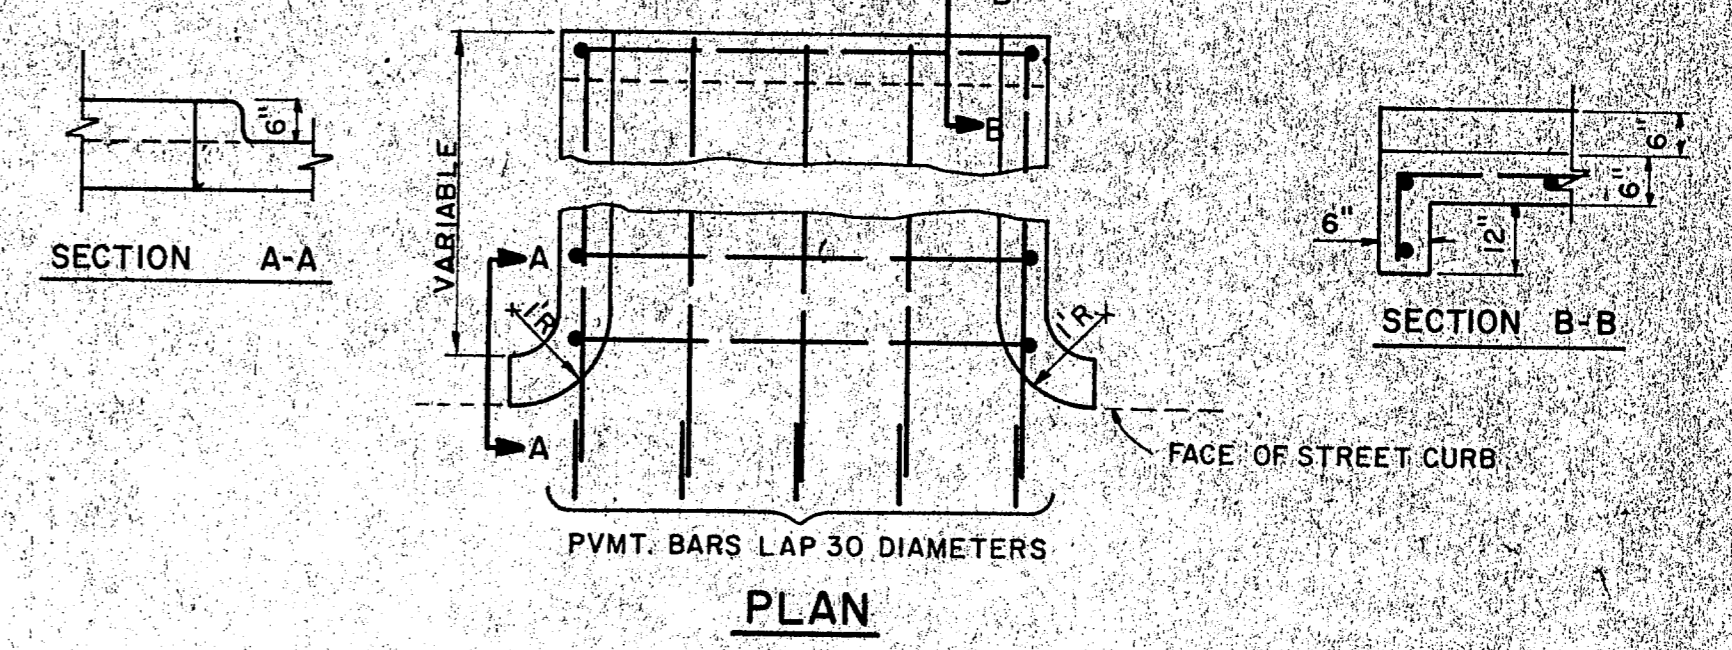 B
6"
SECTION A-A
VARIABLE
B
A
1'R
1'R.
A
FACE OF STREET CURB
PVMT. BARS LAP 30 DIAMETERS
PLAN
6"
6"
6"
12"
SECTION B-B